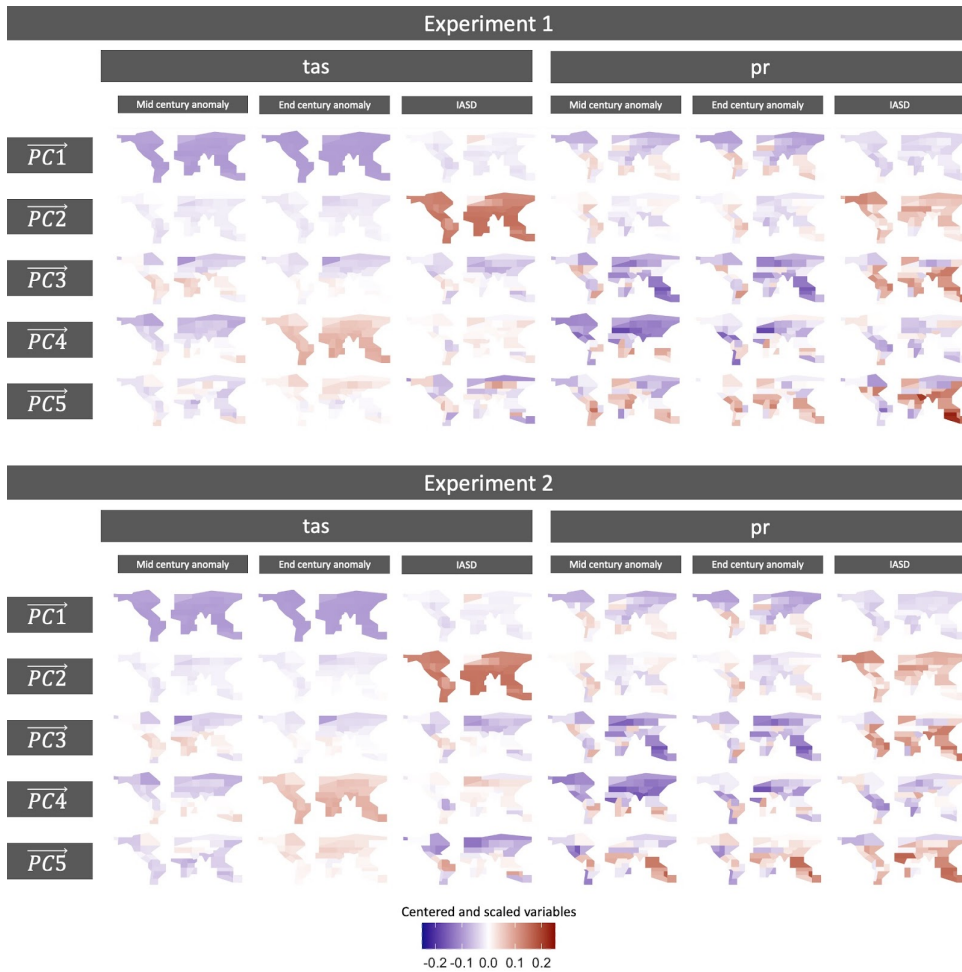 Experiment 1
tas pr
Mid century anomaly End century anomaly IASD Mid century anomaly End century anomaly IASD
PC1
PC2
PC3
PC4
PC5
Experiment 2
tas pr
Mid century anomaly End century anomaly IASD Mid century anomaly End century anomaly IASD
PC1
PC2
PC3
PC4
PC5
Centered and scaled variables
-0.2 -0.1 0.0 0.1 0.2